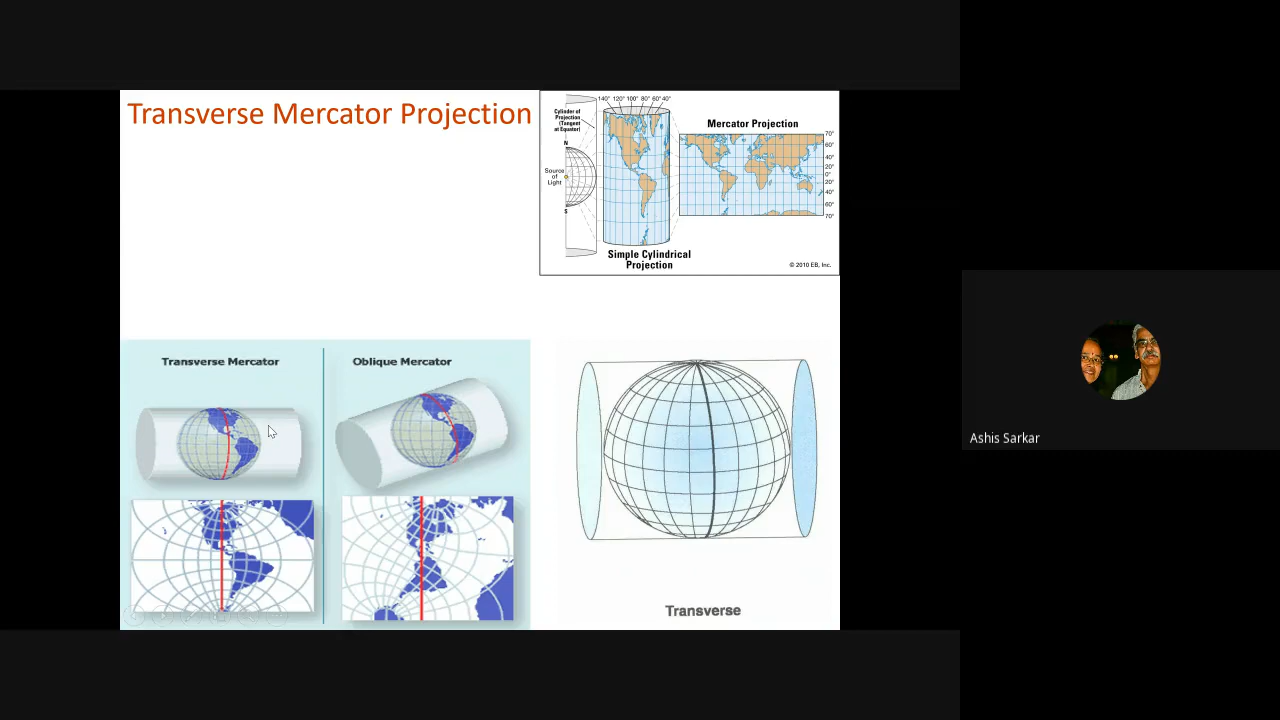 Transverse Mercator Projection
140° 120° 100° 80° 60° 40°
Cylinder of
Projection
(Tangent
at Equator)
N
Source
of
Light
S
Simple Cylindrical
Projection
Mercator Projection
70°
60°
40°
20°
0°
20°
40°
60°
70°
© 2010 EB, Inc.
Transverse Mercator
Oblique Mercator
Transverse
Ashis Sarkar